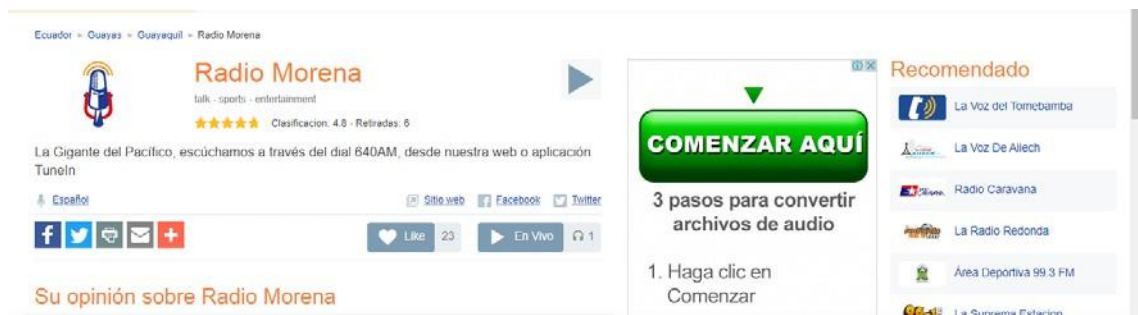 Ecuador » Guayas » Guayaquil » Radio Morena
Radio Morena
talk - sports - entertainment
Clasificacion: 4.8 - Retiradas: 6
La Gigante del Pacífico, escúchamos a través del dial 640AM, desde nuestra web o aplicación
TuneIn
Español
Sitio web Facebook Twitter
Like 23 En Vivo 1
Su opinión sobre Radio Morena
COMENZAR AQUÍ
3 pasos para convertir
archivos de audio
1. Haga clic en
Comenzar
Recomendado
La Voz del Tomebamba
La Voz De Aliech
Radio Caravana
La Radio Redonda
Área Deportiva 99.3 FM
La Suprema Estacion